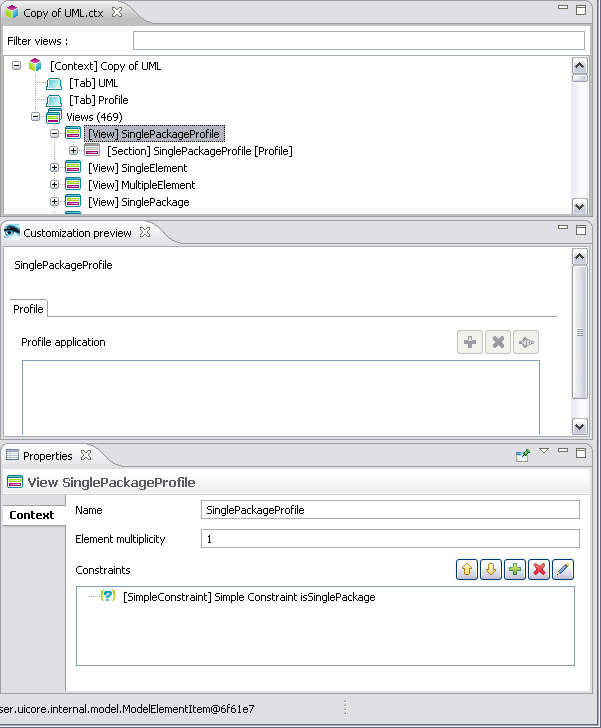 Copy of UML.ctx
Filter views :
[Context] Copy of UML
[Tab] UML
[Tab] Profile
Views (469)
[View] SinglePackageProfile
[Section] SinglePackageProfile [Profile]
[View] SingleElement
[View] MultipleElement
[View] SinglePackage
Customization preview
SinglePackageProfile
Profile
Profile application
Properties
View SinglePackageProfile
Context
Name SinglePackageProfile
Element multiplicity 1
Constraints
[SimpleConstraint] Simple Constraint isSinglePackage
ser.uicore.internal.model.ModelElementItem@6f61e7